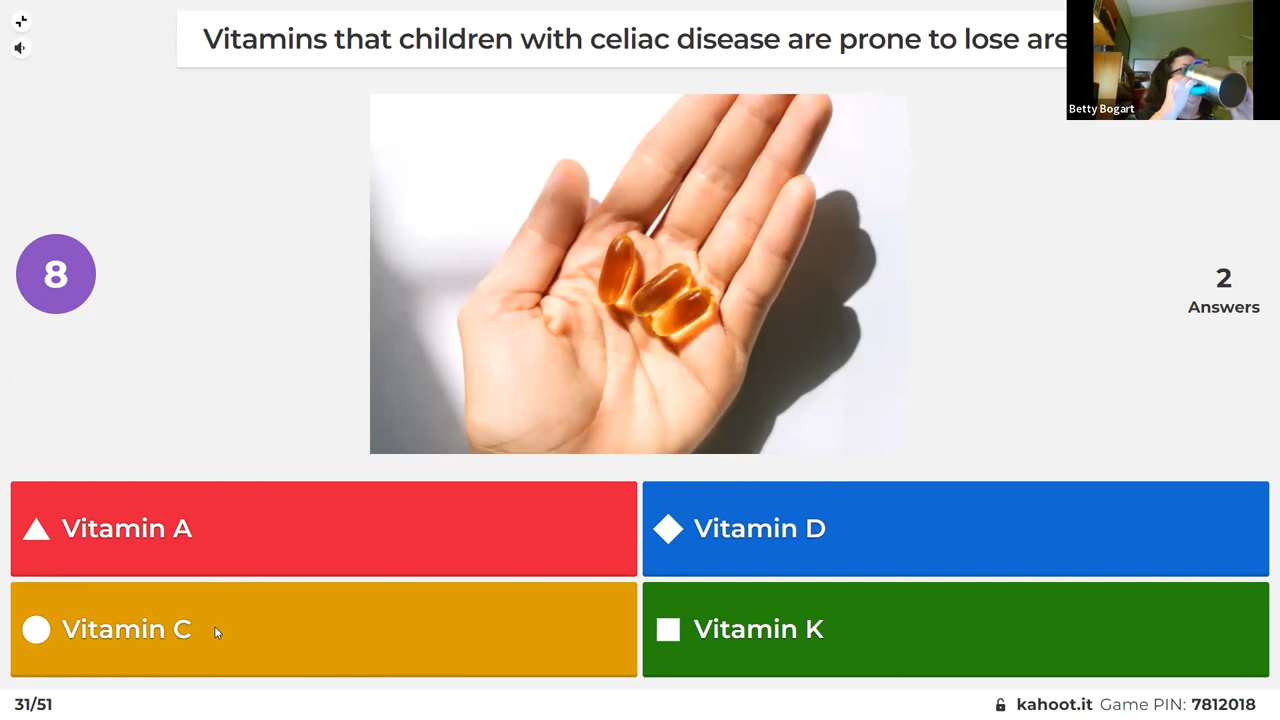 Vitamins that children with celiac disease are prone to lose are
Betty Bogart
8
2
Answers
Vitamin A
Vitamin D
Vitamin C
Vitamin K
31/51
kahoot.it Game PIN: 7812018